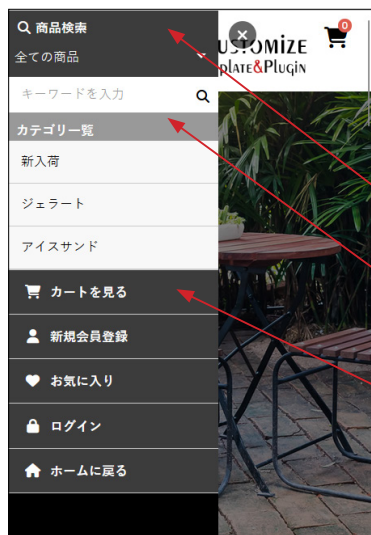 商品検索
全ての商品
キーワードを入力
カテゴリ一覧
新入荷
ジェラート
アイスサンド
カートを見る
新規会員登録
お気に入り
ログイン
ホームに戻る
USTOMIZE
plate&Plugin
0